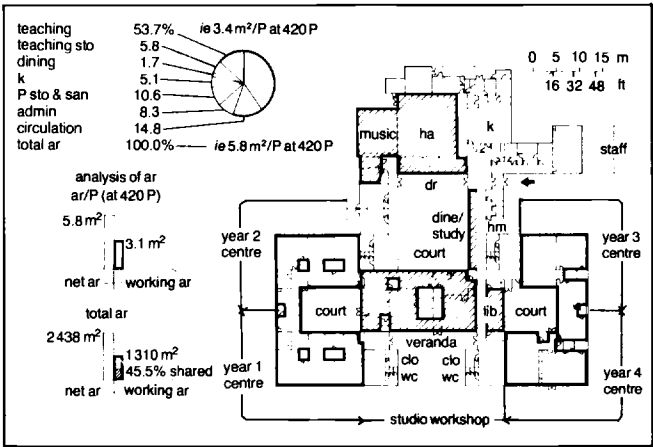 teaching 53.7% ie 3.4 m²/P at 420 P
teaching sto 5.8
dining 1.7
k 5.1
P sto & san 10.6
admin 8.3
circulation 14.8
total ar 100.0% ie 5.8 m²/P at 420 P
0 5 10 15 m
16 32 48 ft
analysis of ar
ar/P (at 420 P)
5.8 m²
3.1 m²
net ar working ar
total ar
2 438 m²
1 310 m²
45.5% shared
net ar working ar
music
ha
k
staff
dr
dine/
study
hm
court
year 2
centre
year 3
centre
court
lib
court
veranda
clo
wc
clo
wc
year 1
centre
year 4
centre
studio workshop